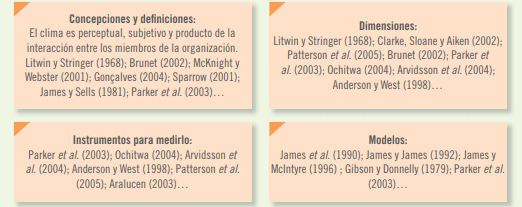 Concepciones y definiciones:
El clima es perceptual, subjetivo y producto de la
interacción entre los miembros de la organización.
Litwin y Stringer (1968); Brunet (2002); McKnight y
Webster (2001); Gonçalves (2004); Sparrow (2001);
James y Sells (1981); Parker et al. (2003)…
Dimensiones:
Litwin y Stringer (1968); Clarke, Sloane y Aiken (2002);
Patterson et al. (2005); Brunet (2002); Parker et
al. (2003); Ochitwa (2004); Arvidsson et al. (2004);
Anderson y West (1998)…
Instrumentos para medirlo:
Parker et al. (2003); Ochitwa (2004); Arvidsson et
al. (2004); Anderson y West (1998); Patterson et al.
(2005); Aralucen (2003)…
Modelos:
James et al. (1990); James y James (1992); James y
McIntyre (1996) ; Gibson y Donnelly (1979); Parker et al.
(2003)…